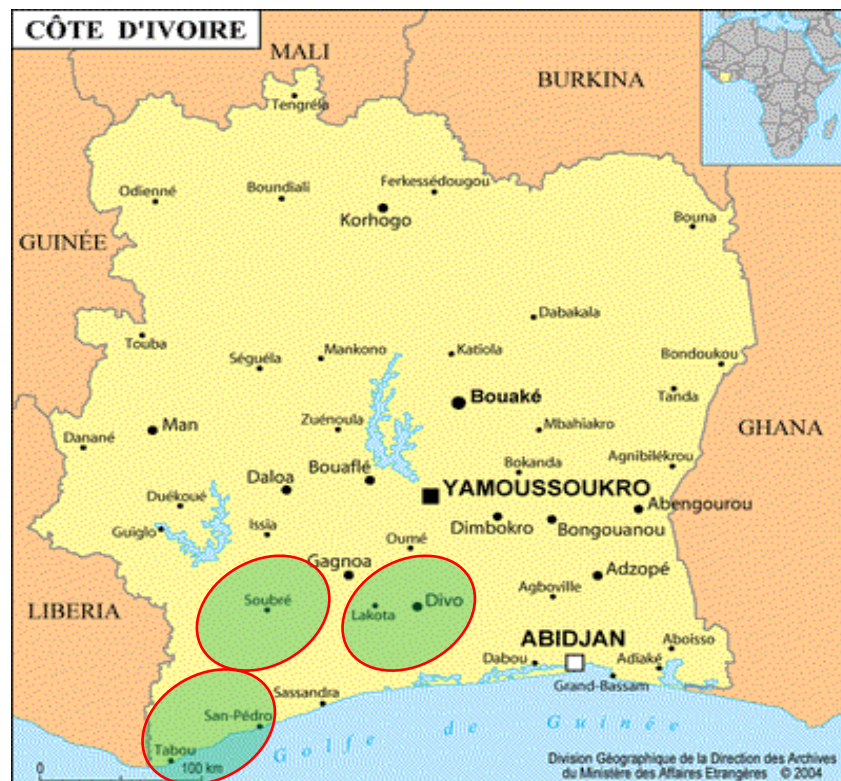 CÔTE D'IVOIRE
MALI
BURKINA
Tengréla
Odienné
Boundiali
Ferkessédougou
Korhogo
Bouna
GUINÉE
Dabakala
Touba
Séguéla
Mankono
Katiola
Bondoukou
Bouaké
Tanda
Man
Zuénoula
Mbahiakro
GHANA
Danané
Bouaflé
Bokanda
Agnibilékrou
Daloa
YAMOUSSOUKRO
Duékoué
Abengourou
Guiglo
Issia
Dimbokro
Bongouanou
Oumé
Gagnoa
Adzopé
Agboville
LIBERIA
Soubré
Lakota
Divo
ABIDJAN
Aboisso
Dabou
Adiaké
Sassandra
Grand-Bassam
San-Pédro
Golfe de Guinée
Tabou
0 100 km
Division Géographique de la Direction des Archives
du Ministère des Affaires Etrangères © 2004